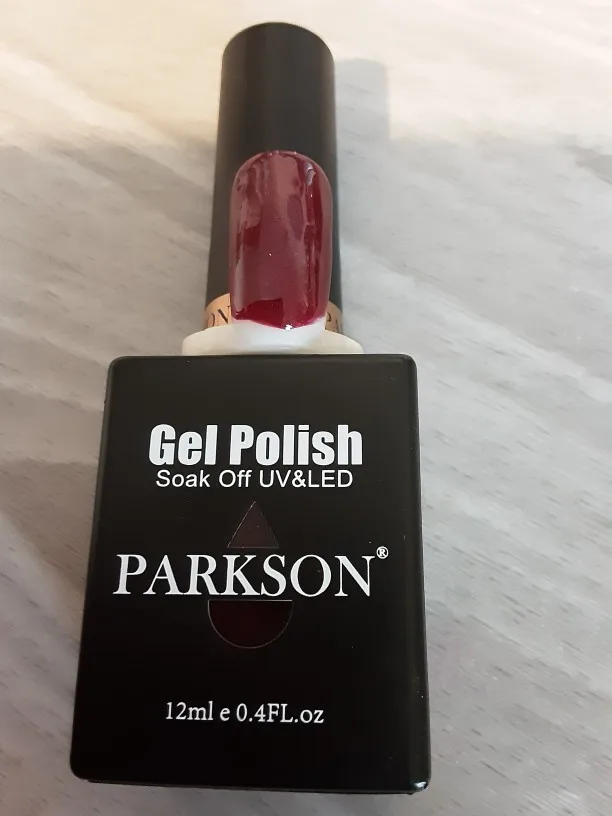 Gel Polish
Soak Off UV&LED
PARKSON®
12ml e 0.4FL.oz